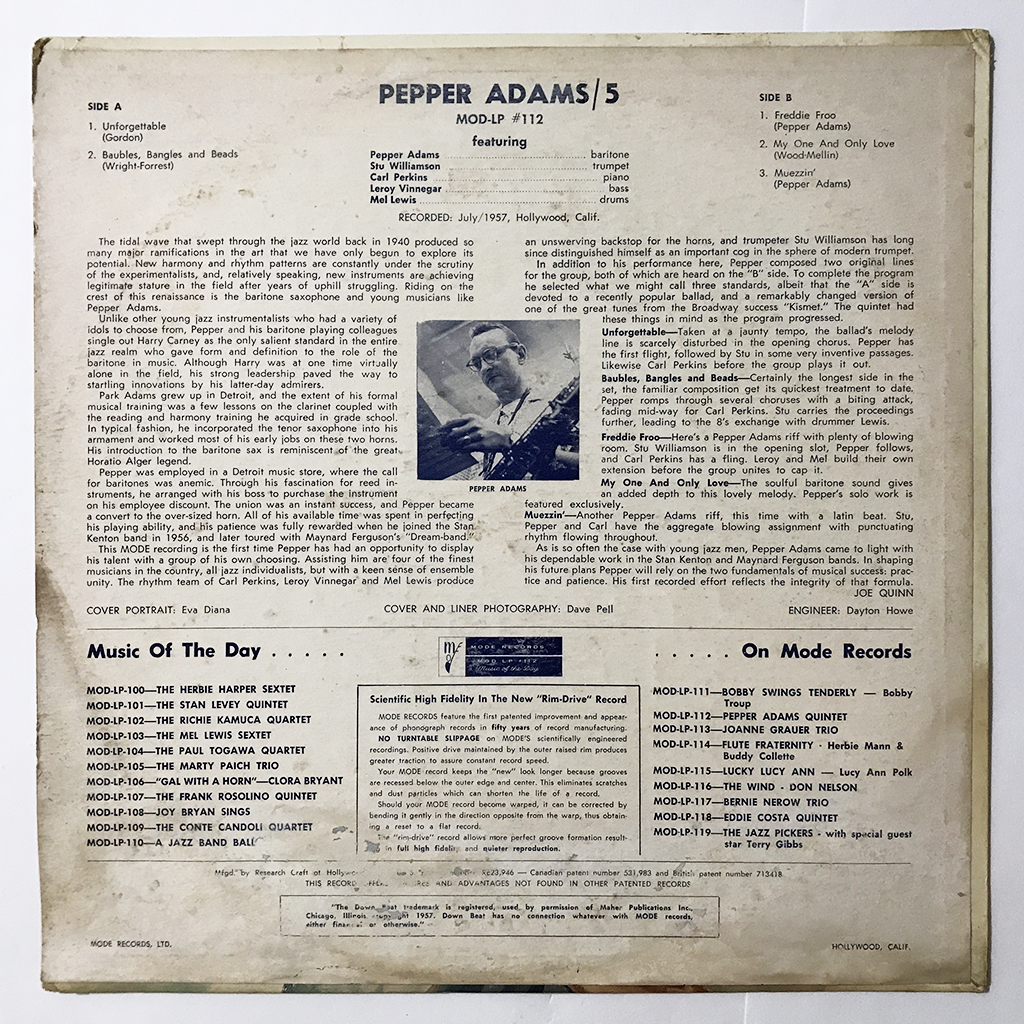 PEPPER ADAMS/5
MOD-LP #112
SIDE A
1. Unforgettable
(Gordon)
2. Baubles, Bangles and Beads
(Wright-Forrest)
featuring
Pepper Adams baritone
Stu Williamson trumpet
Carl Perkins piano
Leroy Vinnegar bass
Mel Lewis drums
RECORDED: July/1957, Hollywood, Calif.
SIDE B
1. Freddie Froo
(Pepper Adams)
2. My One And Only Love
(Wood-Mellin)
3. Muezzin'
(Pepper Adams)
The tidal wave that swept through the jazz world back in 1940 produced so
many major ramifications in the art that we have only begun to explore its
potential. New harmony and rhythm patterns are constantly under the scrutiny
of the experimentalists, and, relatively speaking, new instruments are achieving
legitimate stature in the field after years of uphill struggling. Riding on the
crest of this renaissance is the baritone saxophone and young musicians like
Pepper Adams.
Unlike other young jazz instrumentalists who had a variety of
idols to choose from, Pepper and his baritone playing colleagues
single out Harry Carney as the only salient standard in the entire
jazz realm who gave form and definition to the role of the
baritone in music. Although Harry was at one time virtually
alone in the field, his strong leadership paved the way to
startling innovations by his latter-day admirers.
Park Adams grew up in Detroit, and the extent of his formal
musical training was a few lessons on the clarinet coupled with
the reading and harmony training he acquired in grade school.
In typical fashion, he incorporated the tenor saxophone into his
armament and worked most of his early jobs on these two horns.
His introduction to the baritone sax is reminiscent of the great
Horatio Alger legend.
Pepper was employed in a Detroit music store, where the call
for baritones was anemic. Through his fascination for reed in-
struments, he arranged with his boss to purchase the instrument
on his employee discount. The union was an instant success, and Pepper became
a convert to the over-sized horn. All of his available time was spent in perfecting
his playing ability, and his patience was fully rewarded when he joined the Stan
Kenton band in 1956, and later toured with Maynard Ferguson's "Dream-band."
This MODE recording is the first time Pepper has had an opportunity to display
his talent with a group of his own choosing. Assisting him are four of the finest
musicians in the country, all jazz individualists, but with a keen sense of ensemble
unity. The rhythm team of Carl Perkins, Leroy Vinnegar and Mel Lewis produce
PEPPER ADAMS
an unswerving backstop for the horns, and trumpeter Stu Williamson has long
since distinguished himself as an important cog in the sphere of modern trumpet.
In addition to his performance here, Pepper composed two original lines
for the group, both of which are heard on the "B" side. To complete the program
he selected what we might call three standards, albeit that the "A" side is
devoted to a recently popular ballad, and a remarkably changed version of
one of the great tunes from the Broadway success "Kismet." The quintet had
these things in mind as the program progressed.
Unforgettable—Taken at a jaunty tempo, the ballad's melody
line is scarcely disturbed in the opening chorus. Pepper has
the first flight, followed by Stu in some very inventive passages.
Likewise Carl Perkins before the group plays it out.
Baubles, Bangles and Beads—Certainly the longest side in the
set, the familiar composition get its quickest treatment to date.
Pepper romps through several choruses with a biting attack,
fading mid-way for Carl Perkins. Stu carries the proceedings
further, leading to the 8's exchange with drummer Lewis.
Freddie Froo—Here's a Pepper Adams riff with plenty of blowing
room. Stu Williamson is in the opening slot, Pepper follows,
and Carl Perkins has a fling. Leroy and Mel build their own
extension before the group unites to cap it.
My One And Only Love—The soulful baritone sound gives
an added depth to this lovely melody. Pepper's solo work is
featured exclusively.
Muezzin'—Another Pepper Adams riff, this time with a latin beat. Stu,
Pepper and Carl have the aggregate blowing assignment with punctuating
rhythm flowing throughout.
As is so often the case with young jazz men, Pepper Adams came to light with
his dependable work in the Stan Kenton and Maynard Ferguson bands. In shaping
his future plans Pepper will rely on the two fundamentals of musical success: prac-
tice and patience. His first recorded effort reflects the integrity of that formula.
JOE QUINN
COVER PORTRAIT: Eva Diana
COVER AND LINER PHOTOGRAPHY: Dave Pell
ENGINEER: Dayton Howe
Music Of The Day . . . . .
MODE RECORDS
MOD LP #112
Music of the Day
. . . . . On Mode Records
MOD-LP-100—THE HERBIE HARPER SEXTET
MOD-LP-101—THE STAN LEVEY QUINTET
MOD-LP-102—THE RICHIE KAMUCA QUARTET
MOD-LP-103—THE MEL LEWIS SEXTET
MOD-LP-104—THE PAUL TOGAWA QUARTET
MOD-LP-105—THE MARTY PAICH TRIO
MOD-LP-106—"GAL WITH A HORN"—CLORA BRYANT
MOD-LP-107—THE FRANK ROSOLINO QUINTET
MOD-LP-108—JOY BRYAN SINGS
MOD-LP-109—THE CONTE CANDOLI QUARTET
MOD-LP-110—A JAZZ BAND BALL
Scientific High Fidelity In The New "Rim-Drive" Record
MODE RECORDS feature the first patented improvement and appear-
ance of phonograph records in fifty years of record manufacturing.
NO TURNTABLE SLIPPAGE on MODE'S scientifically engineered
recordings. Positive drive maintained by the outer raised rim produces
greater traction to assure constant record speed.
Your MODE record keeps the "new" look longer because grooves
are recessed below the outer edge and center. This eliminates scratches
and dust particles which can shorten the life of a record.
Should your MODE record become warped, it can be corrected by
bending it gently in the direction opposite from the warp, thus obtain-
ing a reset to a flat record.
The "rim-drive" record allows more perfect groove formation result-
in full high fidelity and quieter reproduction.
MOD-LP-111—BOBBY SWINGS TENDERLY — Bobby
Troup
MOD-LP-112—PEPPER ADAMS QUINTET
MOD-LP-113—JOANNE GRAUER TRIO
MOD-LP-114—FLUTE FRATERNITY - Herbie Mann &
Buddy Collette
MOD-LP-115—LUCKY LUCY ANN — Lucy Ann Polk
MOD-LP-116—THE WIND - DON NELSON
MOD-LP-117—BERNIE NEROW TRIO
MOD-LP-118—EDDIE COSTA QUINTET
MOD-LP-119—THE JAZZ PICKERS - with special guest
star Terry Gibbs
Mfgd. by Research Craft of — Canadian patent number 531,983 and British patent number 713418
THIS RECORD AND ADVANTAGES NOT FOUND IN OTHER PATENTED RECORDS
"The Down Beat trademark is registered, used by permission of Maher Publications Inc.,
Chicago, Illinois copyright 1957. Down Beat has no connection whatever with MODE records,
either financial or otherwise."
MODE RECORDS, LTD.
HOLLYWOOD, CALIF.